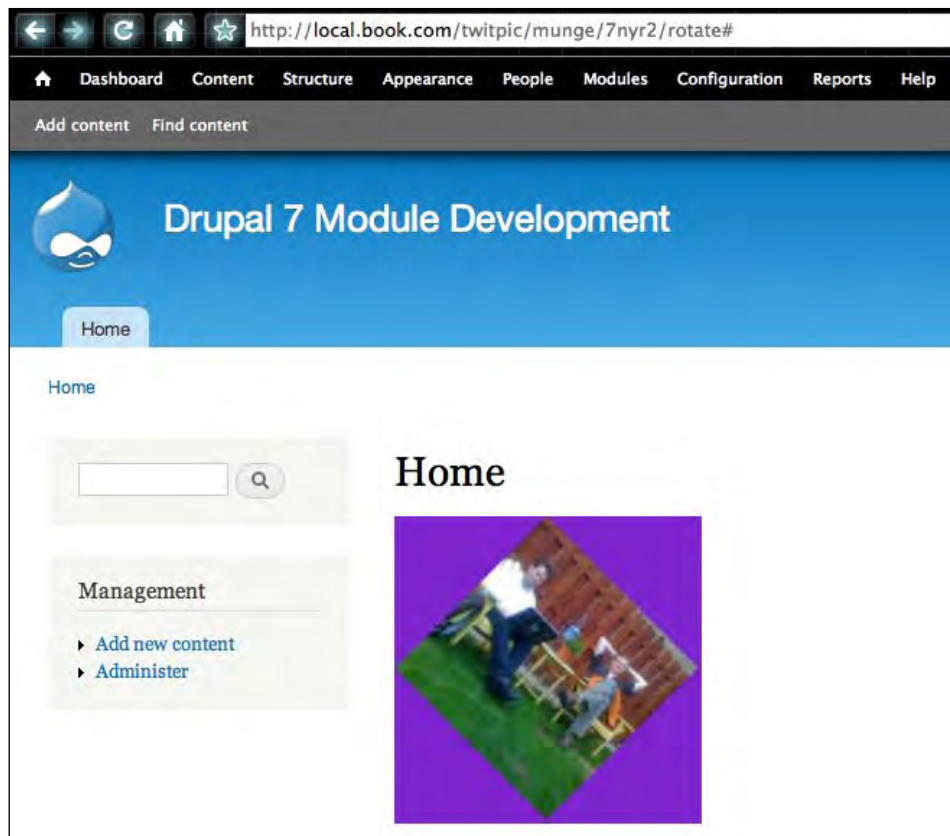 http://local.book.com/twitpic/munge/7nyr2/rotate#
Dashboard Content Structure Appearance People Modules Configuration Reports Help
Add content Find content
Drupal 7 Module Development
Home
Home
Home
Management
Add new content
Administer